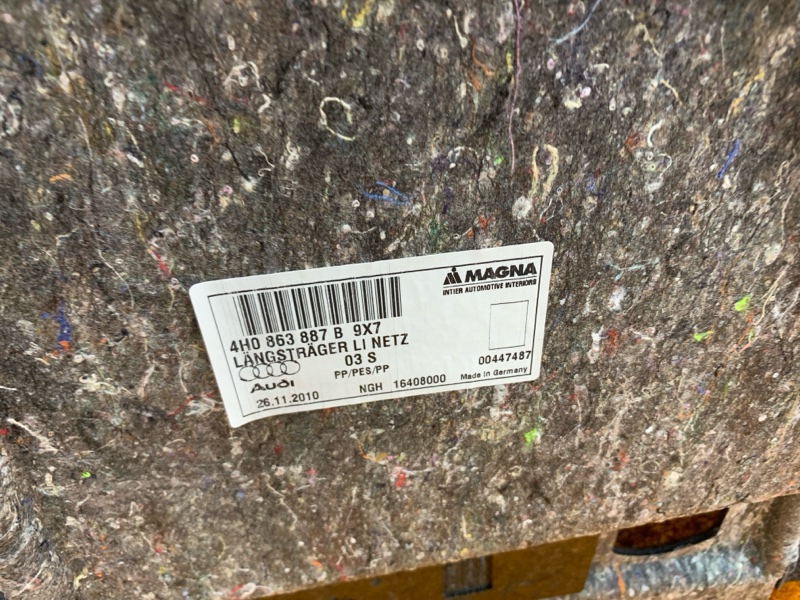 MAGNA
INTIER AUTOMOTIVE INTERIORS
4H0 863 887 B 9X7
LÄNGSTRÄGER LI NETZ
03 S
00447487
Audi
PP/PES/PP
Made in Germany
26.11.2010
NGH 16408000